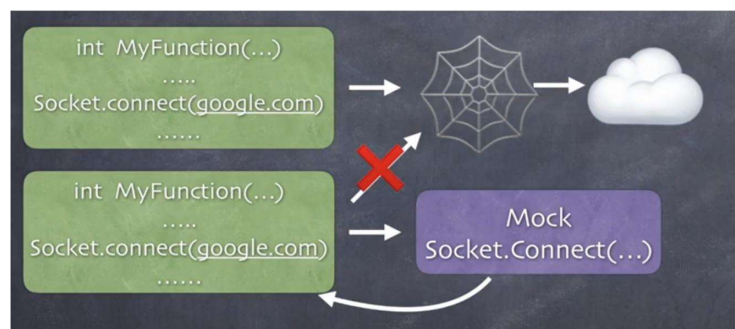 int MyFunction(...)
.....
Socket.connect(google.com)
......
int MyFunction(...)
.....
Socket.connect(google.com)
......
Mock
Socket.Connect(...)